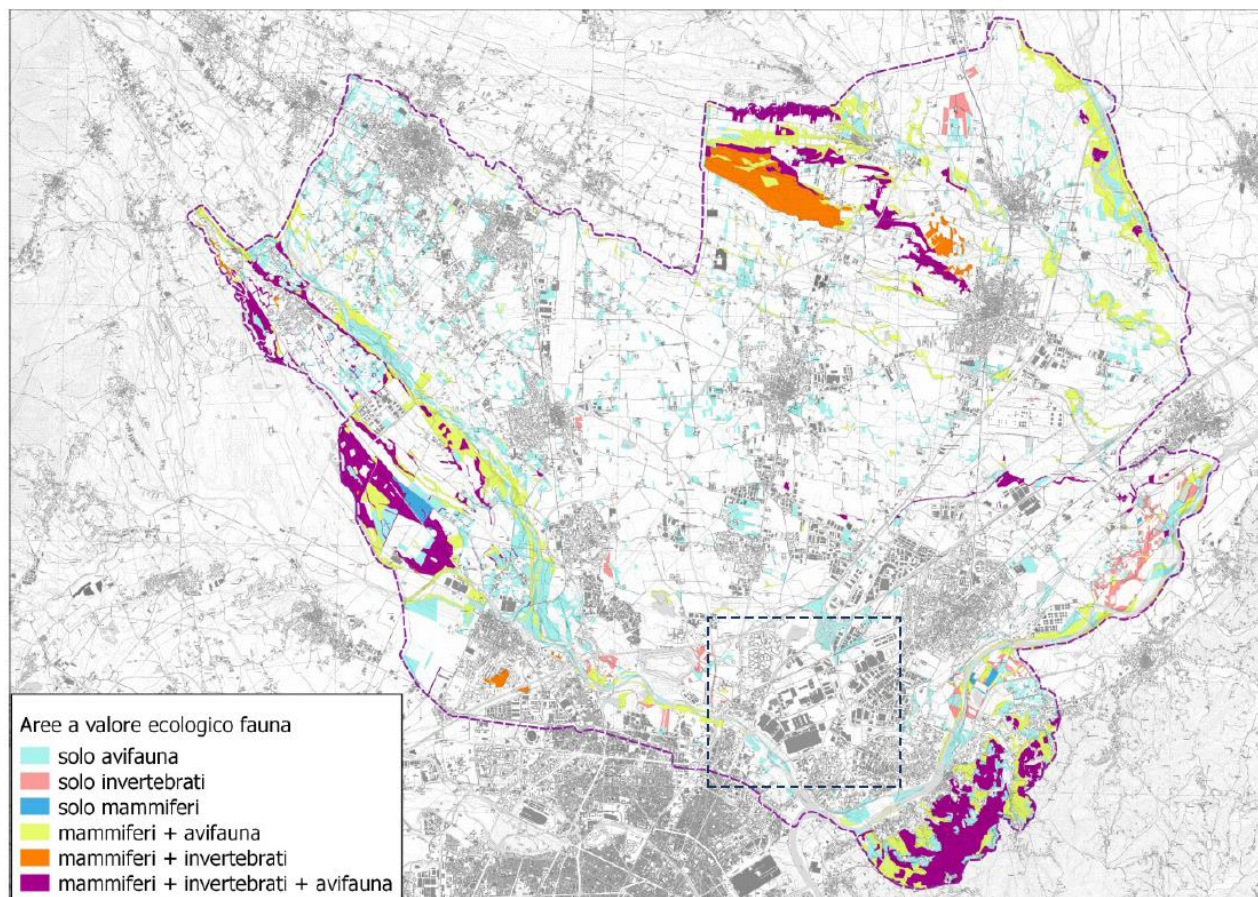 Aree a valore ecologico fauna
solo avifauna
solo invertebrati
solo mammiferi
mammiferi + avifauna
mammiferi + invertebrati
mammiferi + invertebrati + avifauna